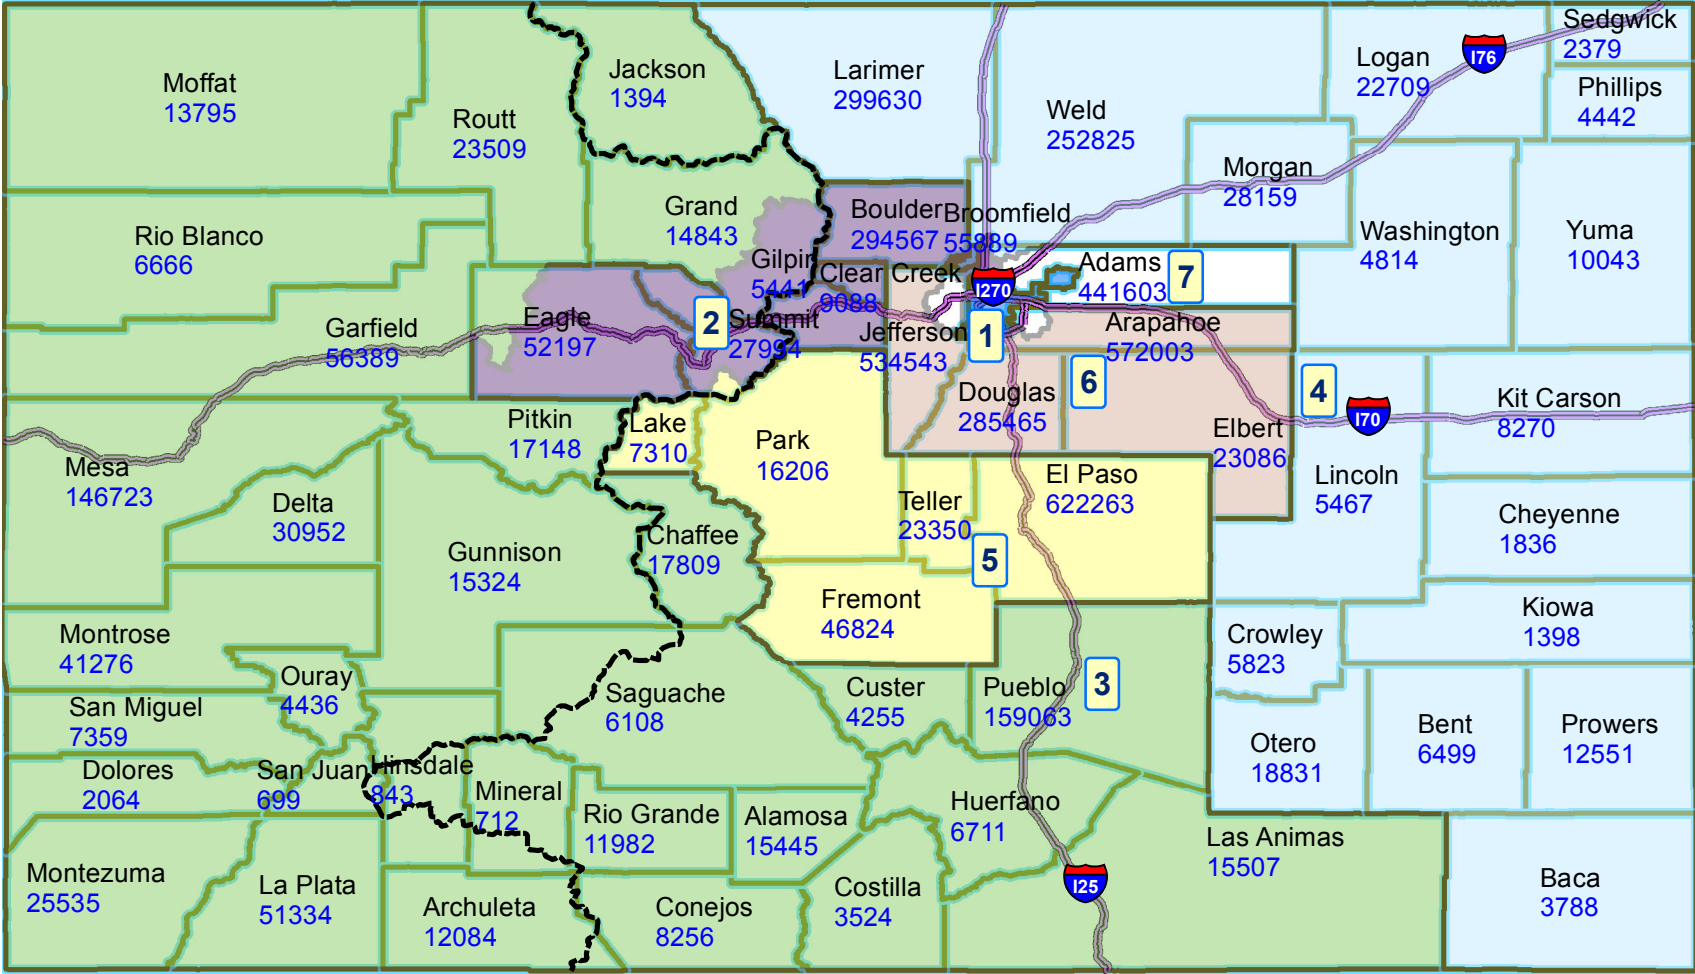 Sedgwick
2379
Logan
22709
I76
Moffat
13795
Jackson
1394
Larimer
299630
Phillips
4442
Routt
23509
Weld
252825
Morgan
28159
Grand
14843
Boulder
294567
Broomfield
55889
Washington
4814
Yuma
10043
Rio Blanco
6666
Gilpin
5441
Clear Creek
9088
I270
Adams
441603
7
Garfield
56389
Eagle
52197
2
Summit
27994
Jefferson
534543
1
Arapahoe
572003
Douglas
285465
6
4
I70
Kit Carson
8270
Pitkin
17148
Lake
7310
Park
16206
Elbert
23086
Mesa
146723
Lincoln
5467
Delta
30952
Teller
23350
El Paso
622263
Cheyenne
1836
Gunnison
15324
Chaffee
17809
5
Fremont
46824
Kiowa
1398
Montrose
41276
Crowley
5823
Ouray
4436
Saguache
6108
Custer
4255
Pueblo
159063
3
San Miguel
7359
Otero
18831
Bent
6499
Prowers
12551
Dolores
2064
San Juan
699
Hinsdale
843
Mineral
712
Rio Grande
11982
Alamosa
15445
Huerfano
6711
Las Animas
15507
Montezuma
25535
La Plata
51334
Archuleta
12084
Conejos
8256
Costilla
3524
I25
Baca
3788